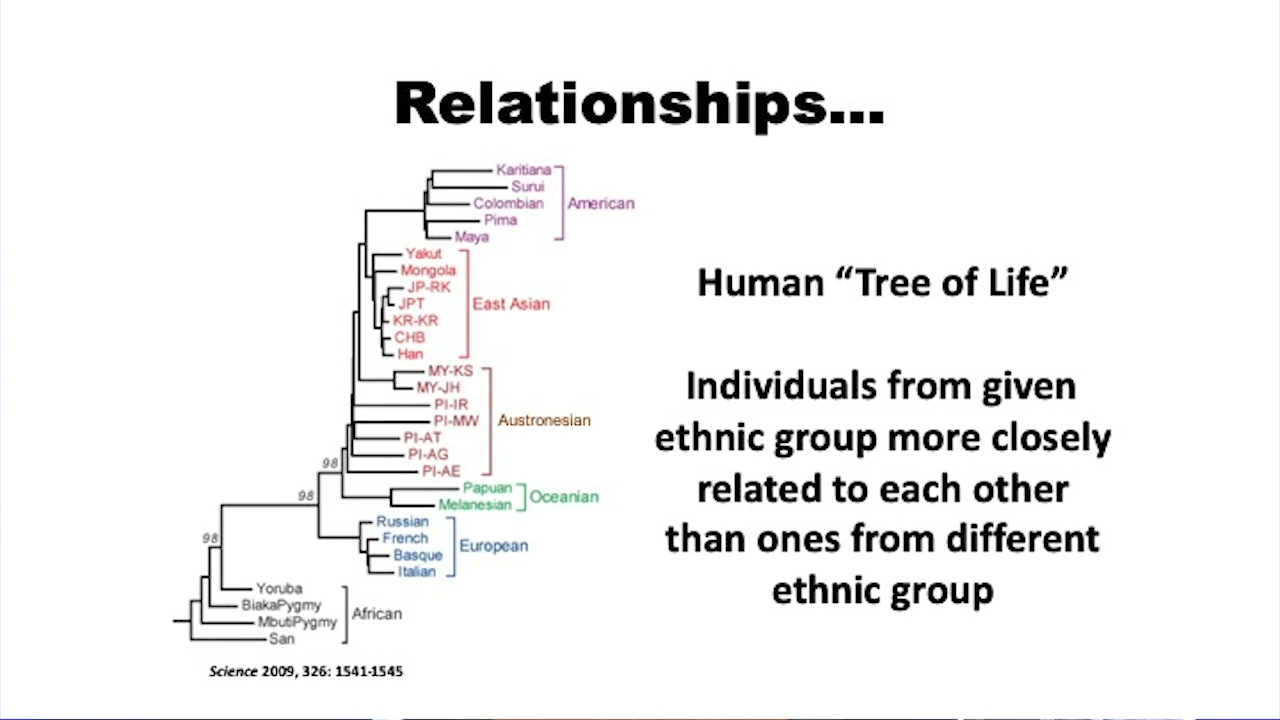 Relationships...
Karitiana
Surui
Colombian
Pima
Maya
American
Yakut
Mongola
JP-RK
JPT
KR-KR
CHB
Han
East Asian
MY-KS
MY-JH
PI-IR
PI-MW
PI-AT
PI-AG
PI-AE
Austronesian
98
Papuan
Melanesian
Oceanian
98
Russian
French
Basque
Italian
European
98
Yoruba
BiakaPygmy
MbutiPygmy
San
African
Science 2009, 326: 1541-1545
Human “Tree of Life”
Individuals from given
ethnic group more closely
related to each other
than ones from different
ethnic group